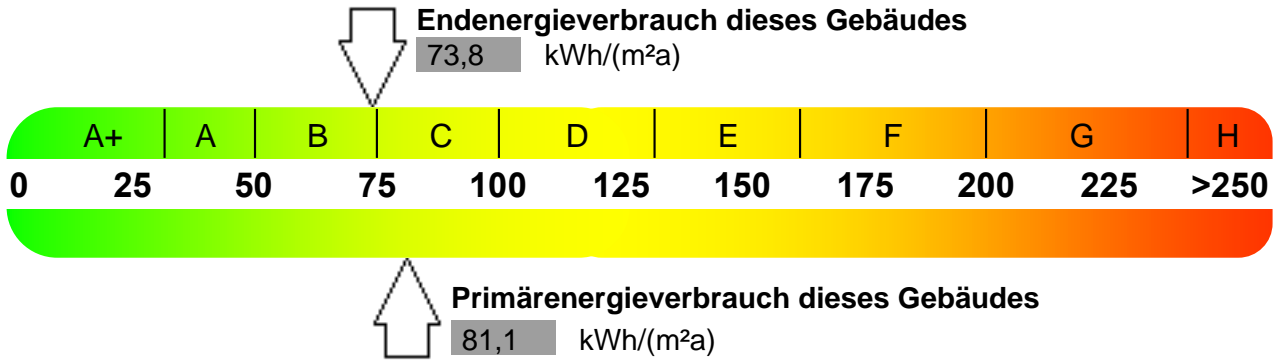 Endenergieverbrauch dieses Gebäudes
73,8 kWh/(m²a)
A+ A B C D E F G H
0 25 50 75 100 125 150 175 200 225 >250
Primärenergieverbrauch dieses Gebäudes
81,1 kWh/(m²a)